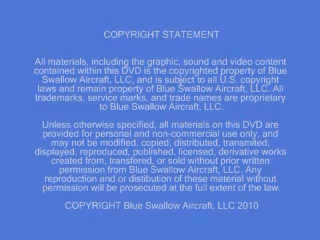 COPYRIGHT STATEMENT
All materials, including the graphic, sound and video content
contained within this DVD is the copyrighted property of Blue
Swallow Aircraft, LLC, and is subject to all U.S. copyright
laws and remain property of Blue Swallow Aircraft, LLC. All
trademarks, service marks, and trade names are proprietary
to Blue Swallow Aircraft, LLC.
Unless otherwise specified, all materials on this DVD are
provided for personal and non-commercial use only, and
may not be modified, copied, distributed, transmitted,
displayed, reproduced, published, licensed, derivative works
created from, transfered, or sold without prior written
permission from Blue Swallow Aircraft, LLC. Any
reproduction and or distibution of these material without
permission will be prosecuted at the full extent of the law.
COPYRIGHT Blue Swallow Aircraft, LLC 2010